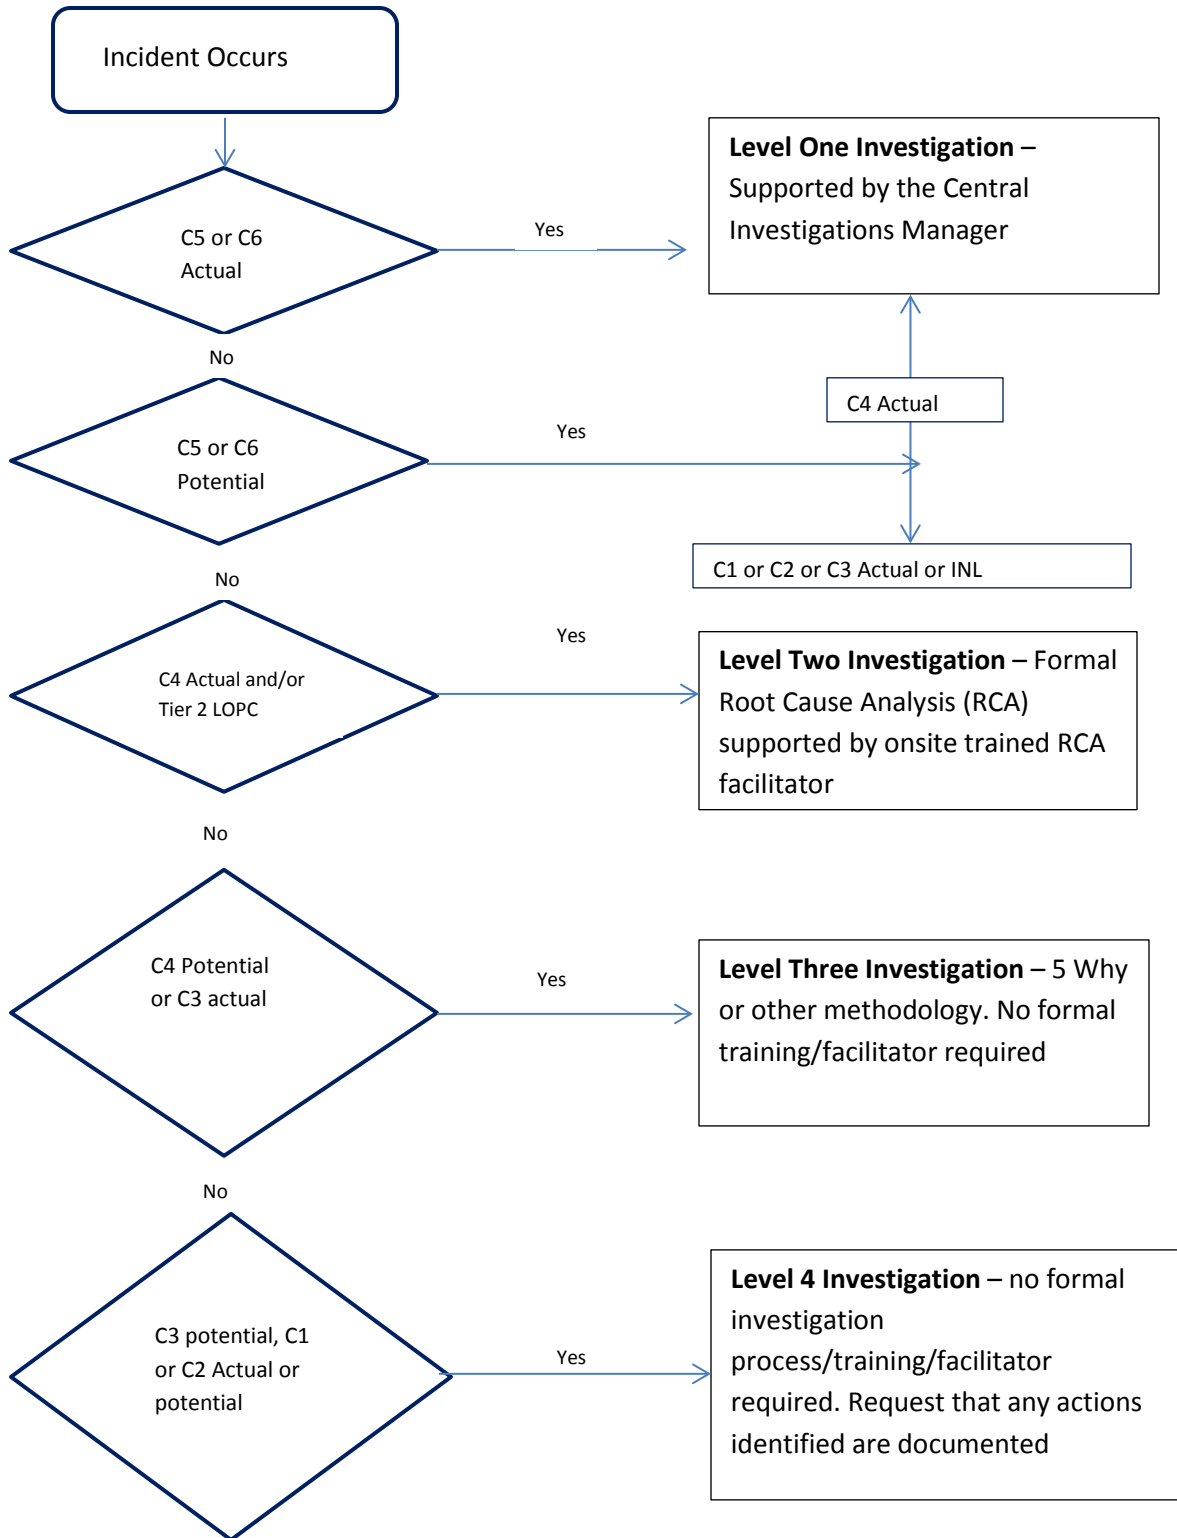 Incident Occurs
Level One Investigation –
Supported by the Central
Investigations Manager
C5 or C6
Actual
Yes
No
C4 Actual
C5 or C6
Potential
Yes
C1 or C2 or C3 Actual or INL
No
C4 Actual and/or
Tier 2 LOPC
Yes
Level Two Investigation – Formal
Root Cause Analysis (RCA)
supported by onsite trained RCA
facilitator
No
C4 Potential
or C3 actual
Yes
Level Three Investigation – 5 Why
or other methodology. No formal
training/facilitator required
No
C3 potential, C1
or C2 Actual or
potential
Yes
Level 4 Investigation – no formal
investigation
process/training/facilitator
required. Request that any actions
identified are documented